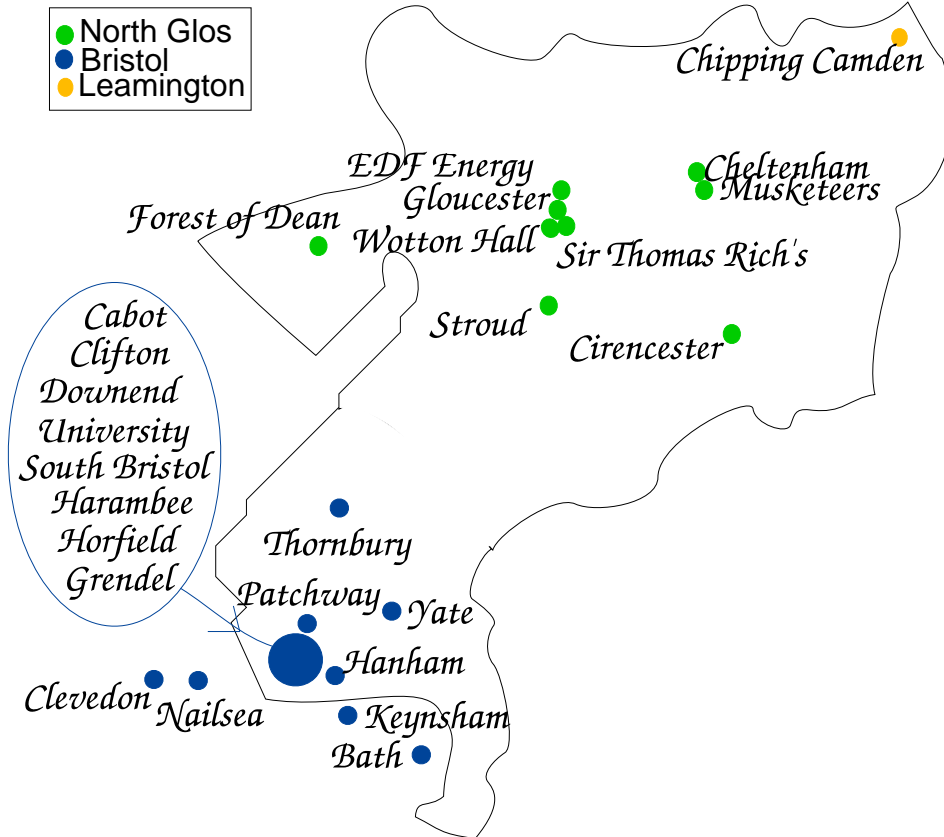 North Glos
Bristol
Leamington
Chipping Camden
EDF Energy
Cheltenham
Gloucester
Musketeers
Forest of Dean
Wotton Hall
Sir Thomas Rich's
Stroud
Cirencester
Cabot
Clifton
Downend
University
South Bristol
Harambee
Horfield
Grendel
Thornbury
Patchway
Yate
Hanham
Clevedon
Nailsea
Keynsham
Bath